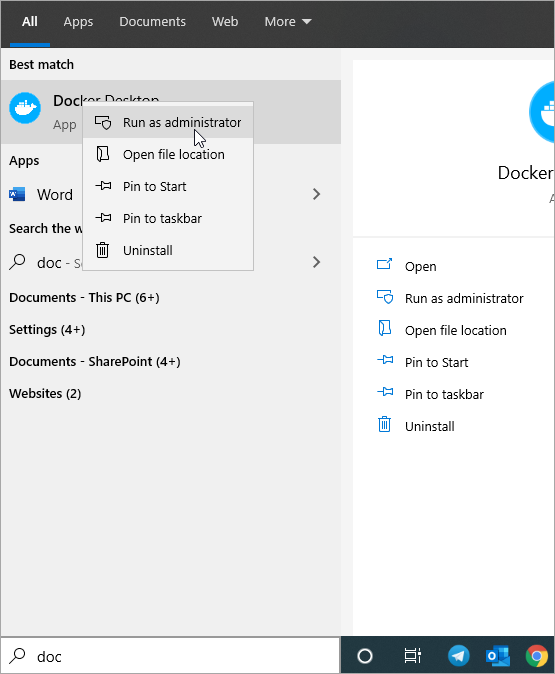 All Apps Documents Web More
Best match
Docker Desktop
App
Run as administrator
Open file location
Pin to Start
Pin to taskbar
Uninstall
Apps
Word
Search the w
doc - Se
Documents - This PC (6+)
Settings (4+)
Documents - SharePoint (4+)
Websites (2)
Docker
A
Open
Run as administrator
Open file location
Pin to Start
Pin to taskbar
Uninstall
doc